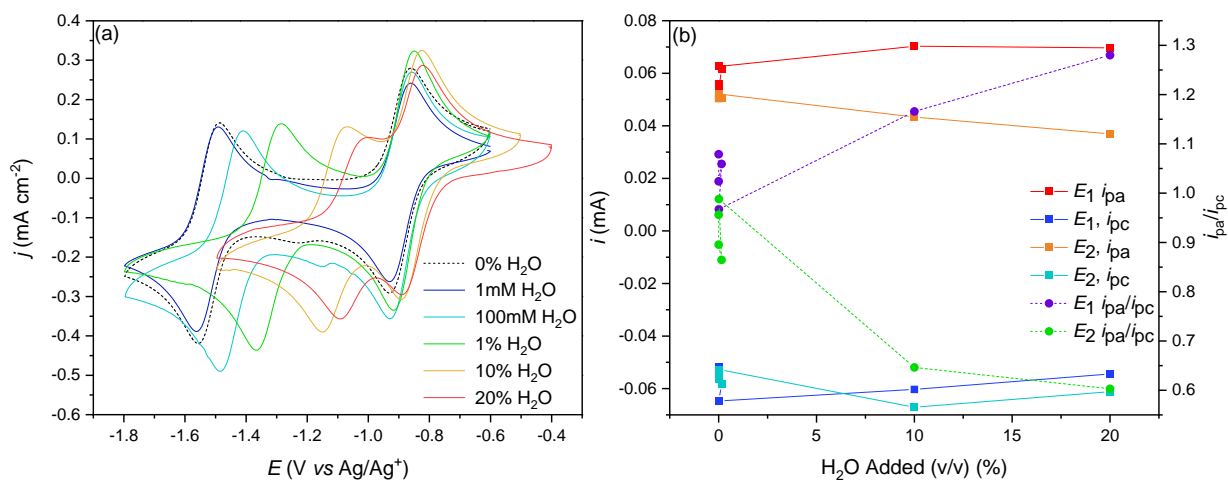 (a)
0.4
0.3
0.2
0.1
0.0
-0.1
-0.2
-0.3
-0.4
-0.5
-0.6
j (mA cm⁻²)
0% H₂O
1mM H₂O
100mM H₂O
1% H₂O
10% H₂O
20% H₂O
-1.8 -1.6 -1.4 -1.2 -1.0 -0.8 -0.6 -0.4
E (V vs Ag/Ag⁺)
(b)
0.08
0.06
0.04
0.02
0.00
-0.02
-0.04
-0.06
i (mA)
E₁ iₚₐ
E₁, iₚc
E₂, iₚₐ
E₂, iₚc
E₁ iₚₐ/iₚc
E₂ iₚₐ/iₚc
1.3
1.2
1.1
1.0
0.9
0.8
0.7
0.6
iₚₐ/iₚc
0 5 10 15 20
H₂O Added (v/v) (%)